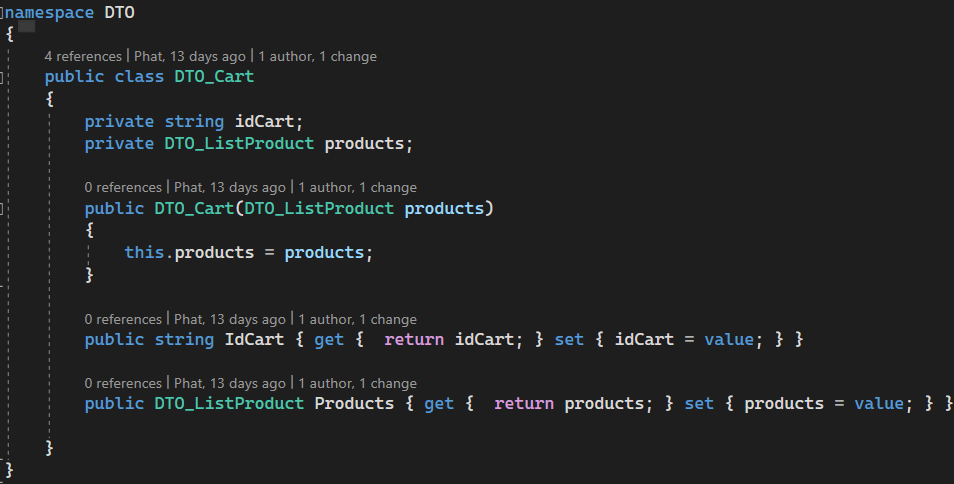 namespace DTO
{
4 references | Phat, 13 days ago | 1 author, 1 change
public class DTO_Cart
{
private string idCart;
private DTO_ListProduct products;
0 references | Phat, 13 days ago | 1 author, 1 change
public DTO_Cart(DTO_ListProduct products)
{
this.products = products;
}
0 references | Phat, 13 days ago | 1 author, 1 change
public string IdCart { get {  return idCart; } set { idCart = value; } }
0 references | Phat, 13 days ago | 1 author, 1 change
public DTO_ListProduct Products { get {  return products; } set { products = value; } }
}
}